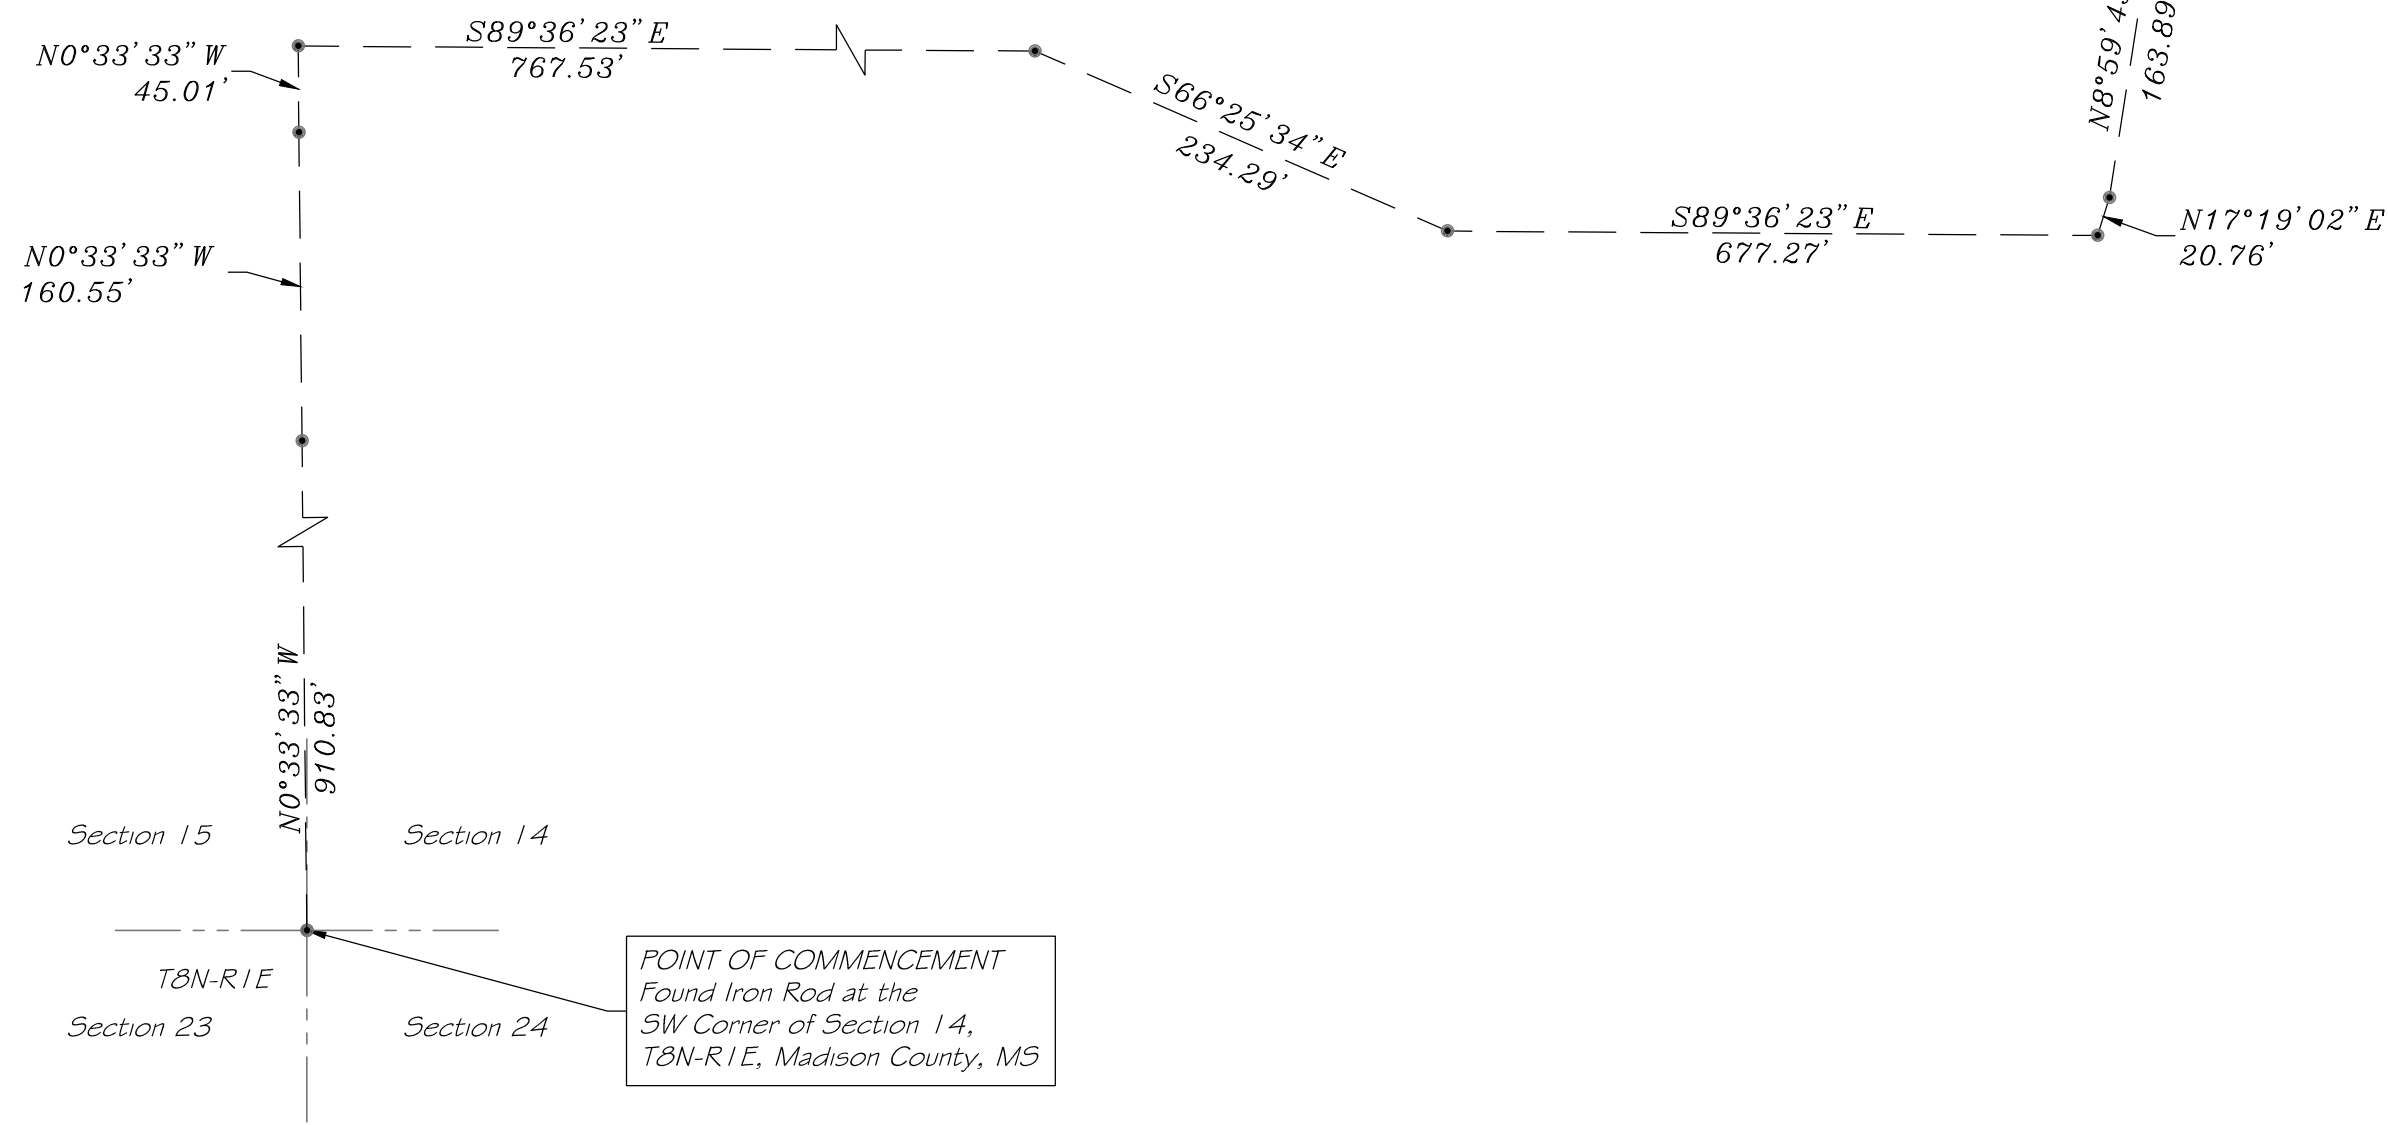 N0°33'33"W
45.01'
S89°36'23"E
767.53'
S66°25'34"E
234.29'
163.89
N0°33'33"W
160.55'
S89°36'23"E
677.27'
N17°19'02"E
20.76'
N0°33'33"W
910.83'
Section 15
Section 14
T8N-R1E
Section 23
Section 24
POINT OF COMMENCEMENT
Found Iron Rod at the
SW Corner of Section 14,
T8N-R1E, Madison County, MS